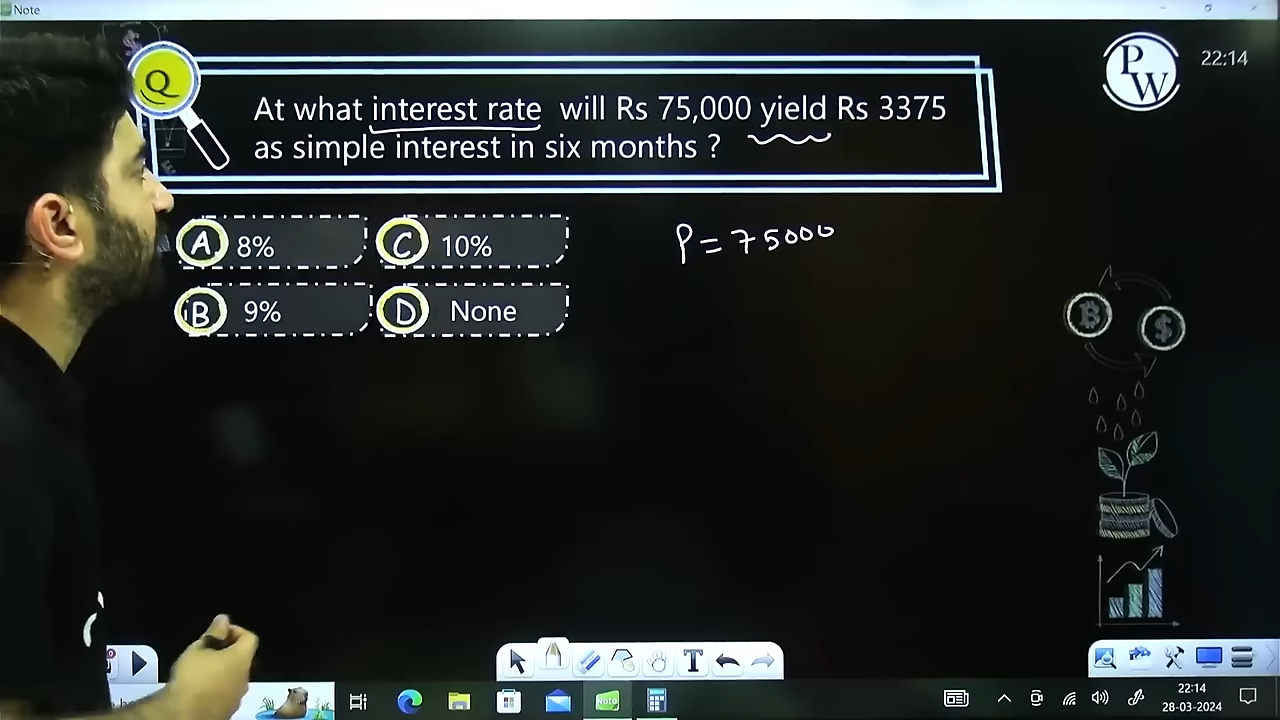 Note
Q
At what interest rate will Rs 75,000 yield Rs 3375
as simple interest in six months ?
PW
22:14
A 8%
C 10%
B 9%
D None
P = 75000
B
$
T
Note
22:14
28-03-2024